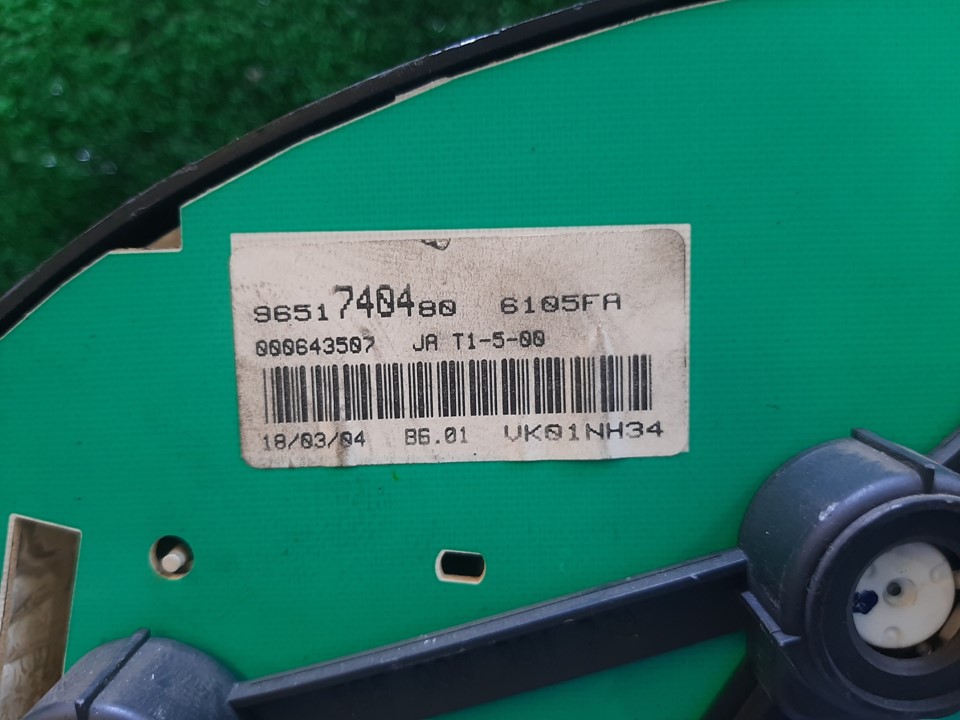 9651740480 6105FA
000643507 JA T1-5-00
18/03/04 B6.01 VK01NH34